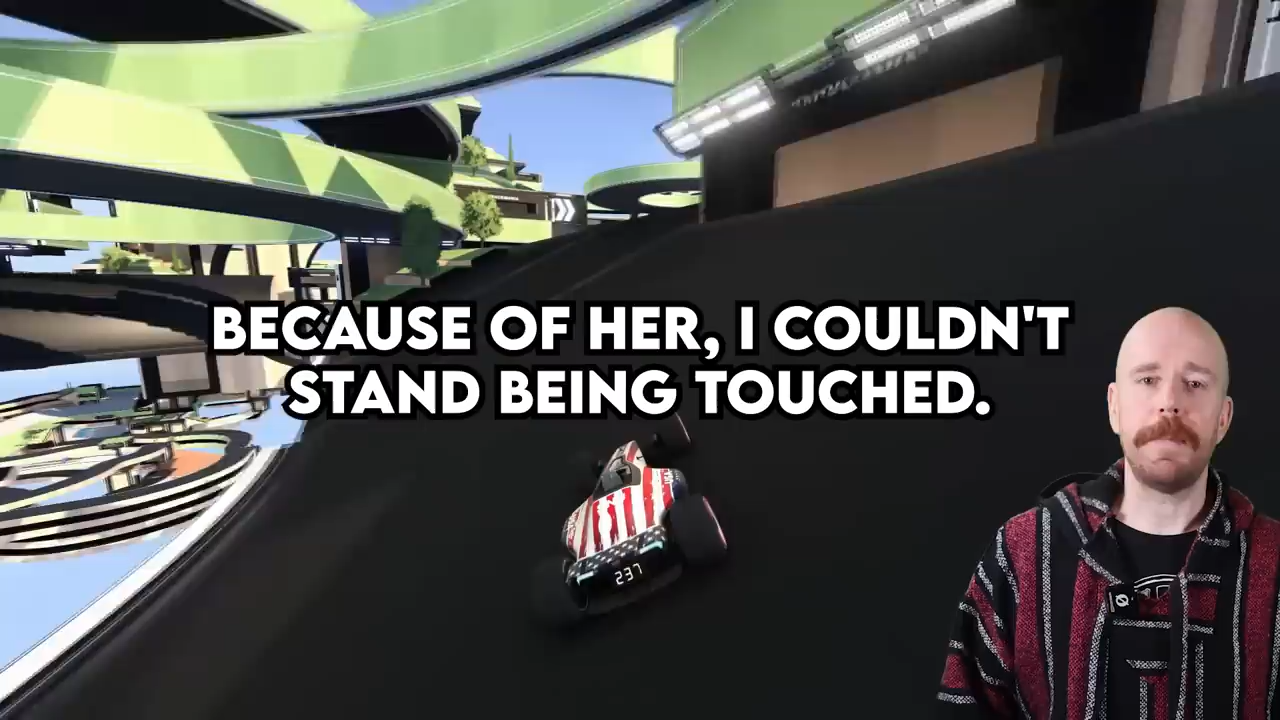 BECAUSE OF HER, I COULDN'T
STAND BEING TOUCHED.
237